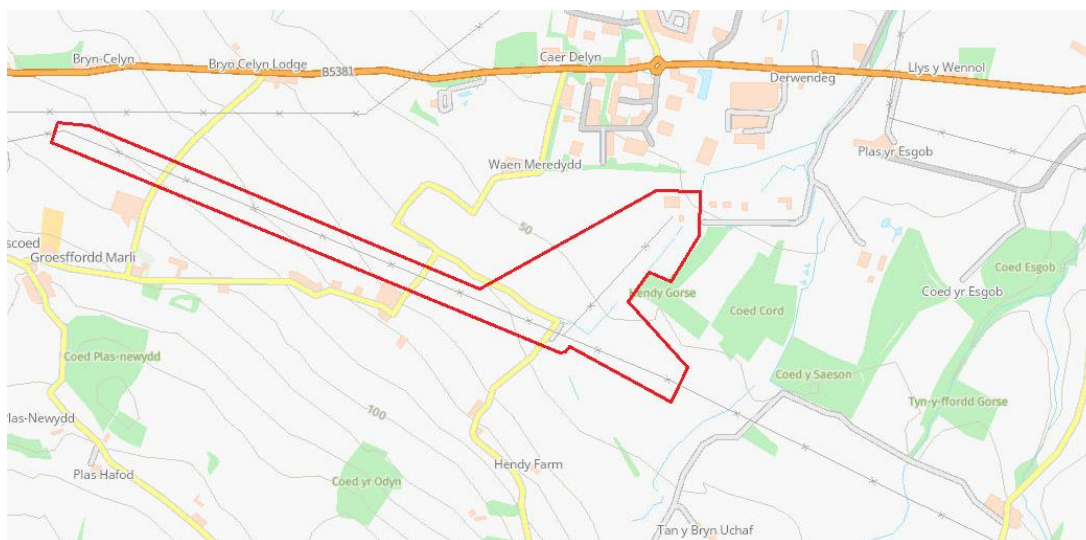 Bryn-Celyn
Bryn Celyn Lodge
B5381
Caer Delyn
Derwendeg
Llys y Wennol
Waen Meredydd
Plas yr Esgob
50
scoed
Groesffordd Marli
Hendy Gorse
Coed Esgob
Coed yr Esgob
Coed Cord
Coed Plas-newydd
Coed y Saeson
Tyn-y-ffordd Gorse
100
Plas-Newydd
Plas Hafod
Hendy Farm
Coed yr Odyn
Tan y Bryn Uchaf